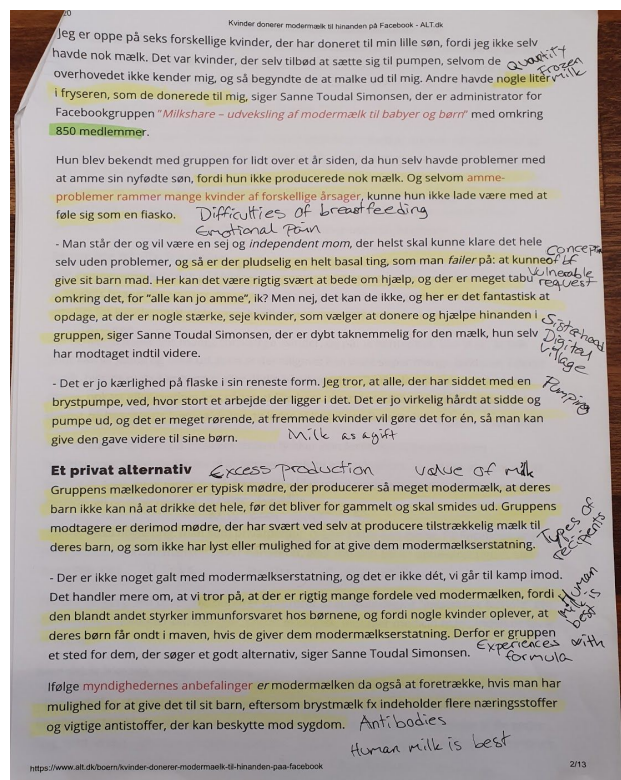 20
Kvinder donerer modermælk til hinanden på Facebook - ALT.dk
Jeg er oppe på seks forskellige kvinder, der har doneret til min lille søn, fordi jeg ikke selv
havde nok mælk. Det var kvinder, der selv tilbød at sætte sig til pumpen, selvom de
Quantity
overhovedet ikke kender mig, og så begyndte de at malke ud til mig. Andre havde nogle liter
Frozen
milk
i fryseren, som de donerede til mig, siger Sanne Toudal Simonsen, der er administrator for
Facebookgruppen "Milkshare – udveksling af modermælk til babyer og børn" med omkring
850 medlemmer.
Hun blev bekendt med gruppen for lidt over et år siden, da hun selv havde problemer med
at amme sin nyfødte søn, fordi hun ikke producerede nok mælk. Og selvom amme-
problemer rammer mange kvinder af forskellige årsager, kunne hun ikke lade være med at
føle sig som en fiasko.
Difficulties of breastfeeding
Emotional Pain
- Man står der og vil være en sej og independent mom, der helst skal kunne klare det hele
selv uden problemer, og så er der pludselig en helt basal ting, som man failer på: at kunne
of bf
give sit barn mad. Her kan det være rigtig svært at bede om hjælp, og der er meget tabu
Vulnerable
request
omkring det, for "alle kan jo amme", ik? Men nej, det kan de ikke, og her er det fantastisk at
opdage, at der er nogle stærke, seje kvinder, som vælger at donere og hjælpe hinanden i
Sisterhood
gruppen, siger Sanne Toudal Simonsen, der er dybt taknemmelig for den mælk, hun selv
Digital
village
har modtaget indtil videre.
- Det er jo kærlighed på flaske i sin reneste form. Jeg tror, at alle, der har siddet med en
Pumping
brystpumpe, ved, hvor stort et arbejde der ligger i det. Det er jo virkelig hårdt at sidde og
pumpe ud, og det er meget rørende, at fremmede kvinder vil gøre det for én, så man kan
give den gave videre til sine børn.
Milk as a gift
Et privat alternativ
Excess production
value of milk
Gruppens mælkedonorer er typisk mødre, der producerer så meget modermælk, at deres
barn ikke kan nå at drikke det hele, før det bliver for gammelt og skal smides ud. Gruppens
modtagere er derimod mødre, der har svært ved selv at producere tilstrækkelig mælk til
Types of
recipients
deres barn, og som ikke har lyst eller mulighed for at give dem modermælkserstatning.
- Der er ikke noget galt med modermælkserstatning, og det er ikke dét, vi går til kamp imod.
Det handler mere om, at vi tror på, at der er rigtig mange fordele ved modermælken, fordi
Human
milk is
best
den blandt andet styrker immunforsvaret hos børnene, og fordi nogle kvinder oplever, at
deres børn får ondt i maven, hvis de giver dem modermælkserstatning. Derfor er gruppen
et sted for dem, der søger et godt alternativ, siger Sanne Toudal Simonsen.
Experiences with
formula
Ifølge myndighedernes anbefalinger er modermælken da også at foretrække, hvis man har
mulighed for at give det til sit barn, eftersom brystmælk fx indeholder flere næringsstoffer
og vigtige antistoffer, der kan beskytte mod sygdom.
Antibodies
Human milk is best
https://www.alt.dk/boern/kvinder-donerer-modermaelk-til-hinanden-paa-facebook
2/13